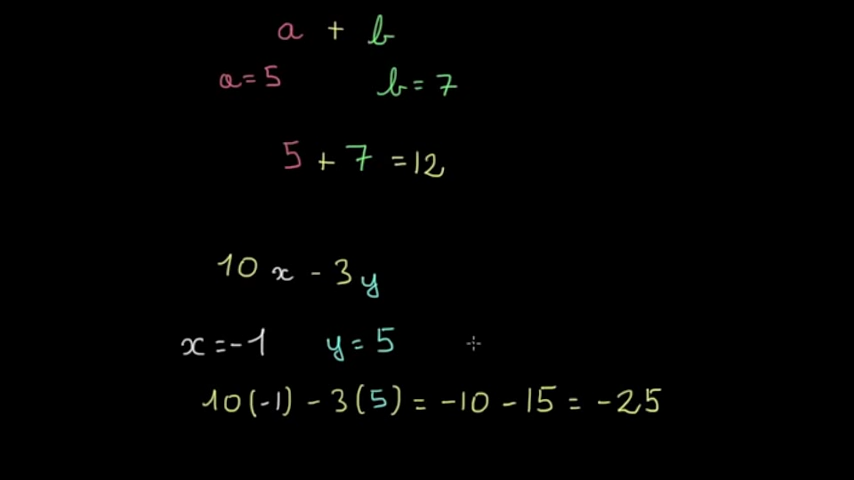 a + b
a = 5 b = 7
5 + 7 = 12
10 x - 3 y
x = -1 y = 5
10(-1) - 3(5) = -10 - 15 = -25